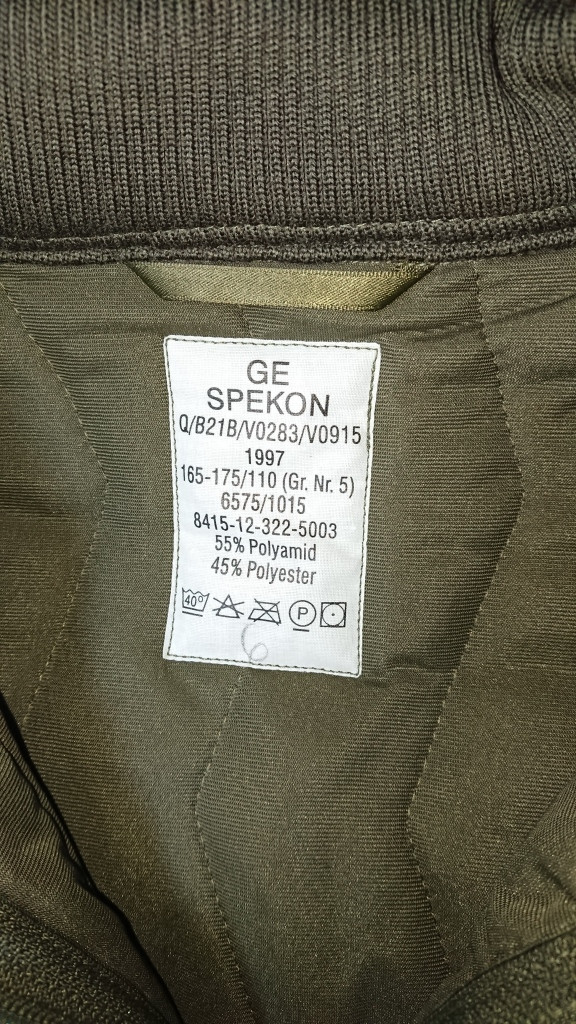 GE
SPEKON
Q/B21B/V0283/V0915
1997
165-175/110 (Gr. Nr. 5)
6575/1015
8415-12-322-5003
55% Polyamid
45% Polyester
40° P
6